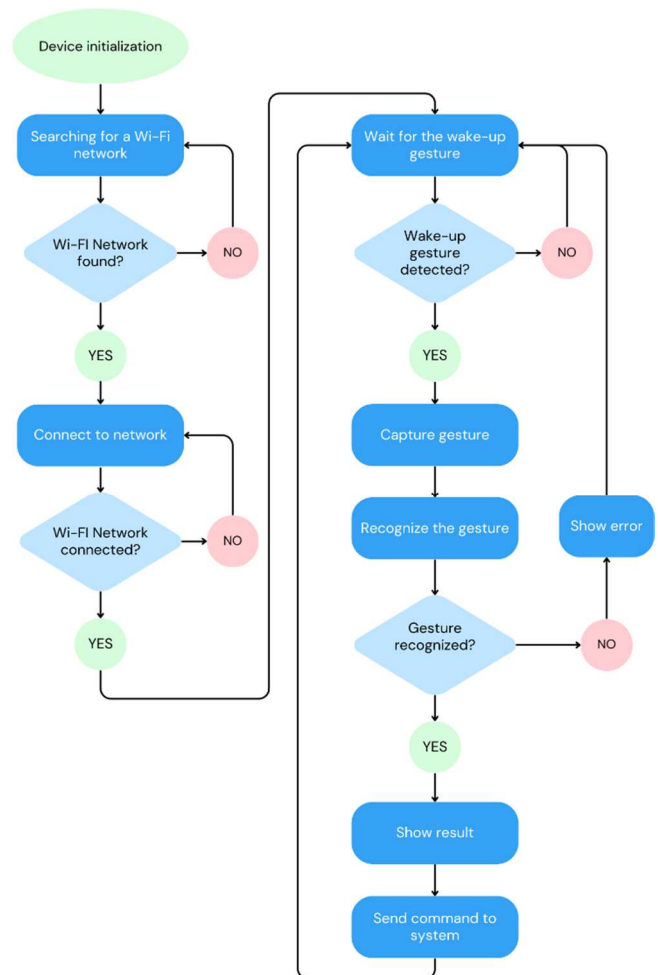 Device initialization
Searching for a Wi-Fi
network
Wi-FI Network
found?
NO
YES
Connect to network
Wi-FI Network
connected?
NO
YES
Wait for the wake-up
gesture
Wake-up
gesture
detected?
NO
YES
Capture gesture
Recognize the gesture
Show error
Gesture
recognized?
NO
YES
Show result
Send command to
system